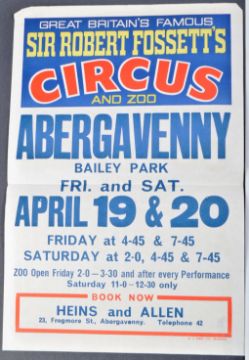 GREAT BRITAIN'S FAMOUS
SIR ROBERT FOSSETT'S
CIRCUS
AND ZOO
ABERGAVENNY
BAILEY PARK
FRI. and SAT.
APRIL 19 & 20
FRIDAY at 4-45 & 7-45
SATURDAY at 2-0, 4-45 & 7-45
ZOO Open Friday 2-0—3-30 and after every Performance
Saturday 11-0—12-30 only
BOOK NOW
HEINS and ALLEN
23, Frogmore St., Abergavenny. Telephone 42